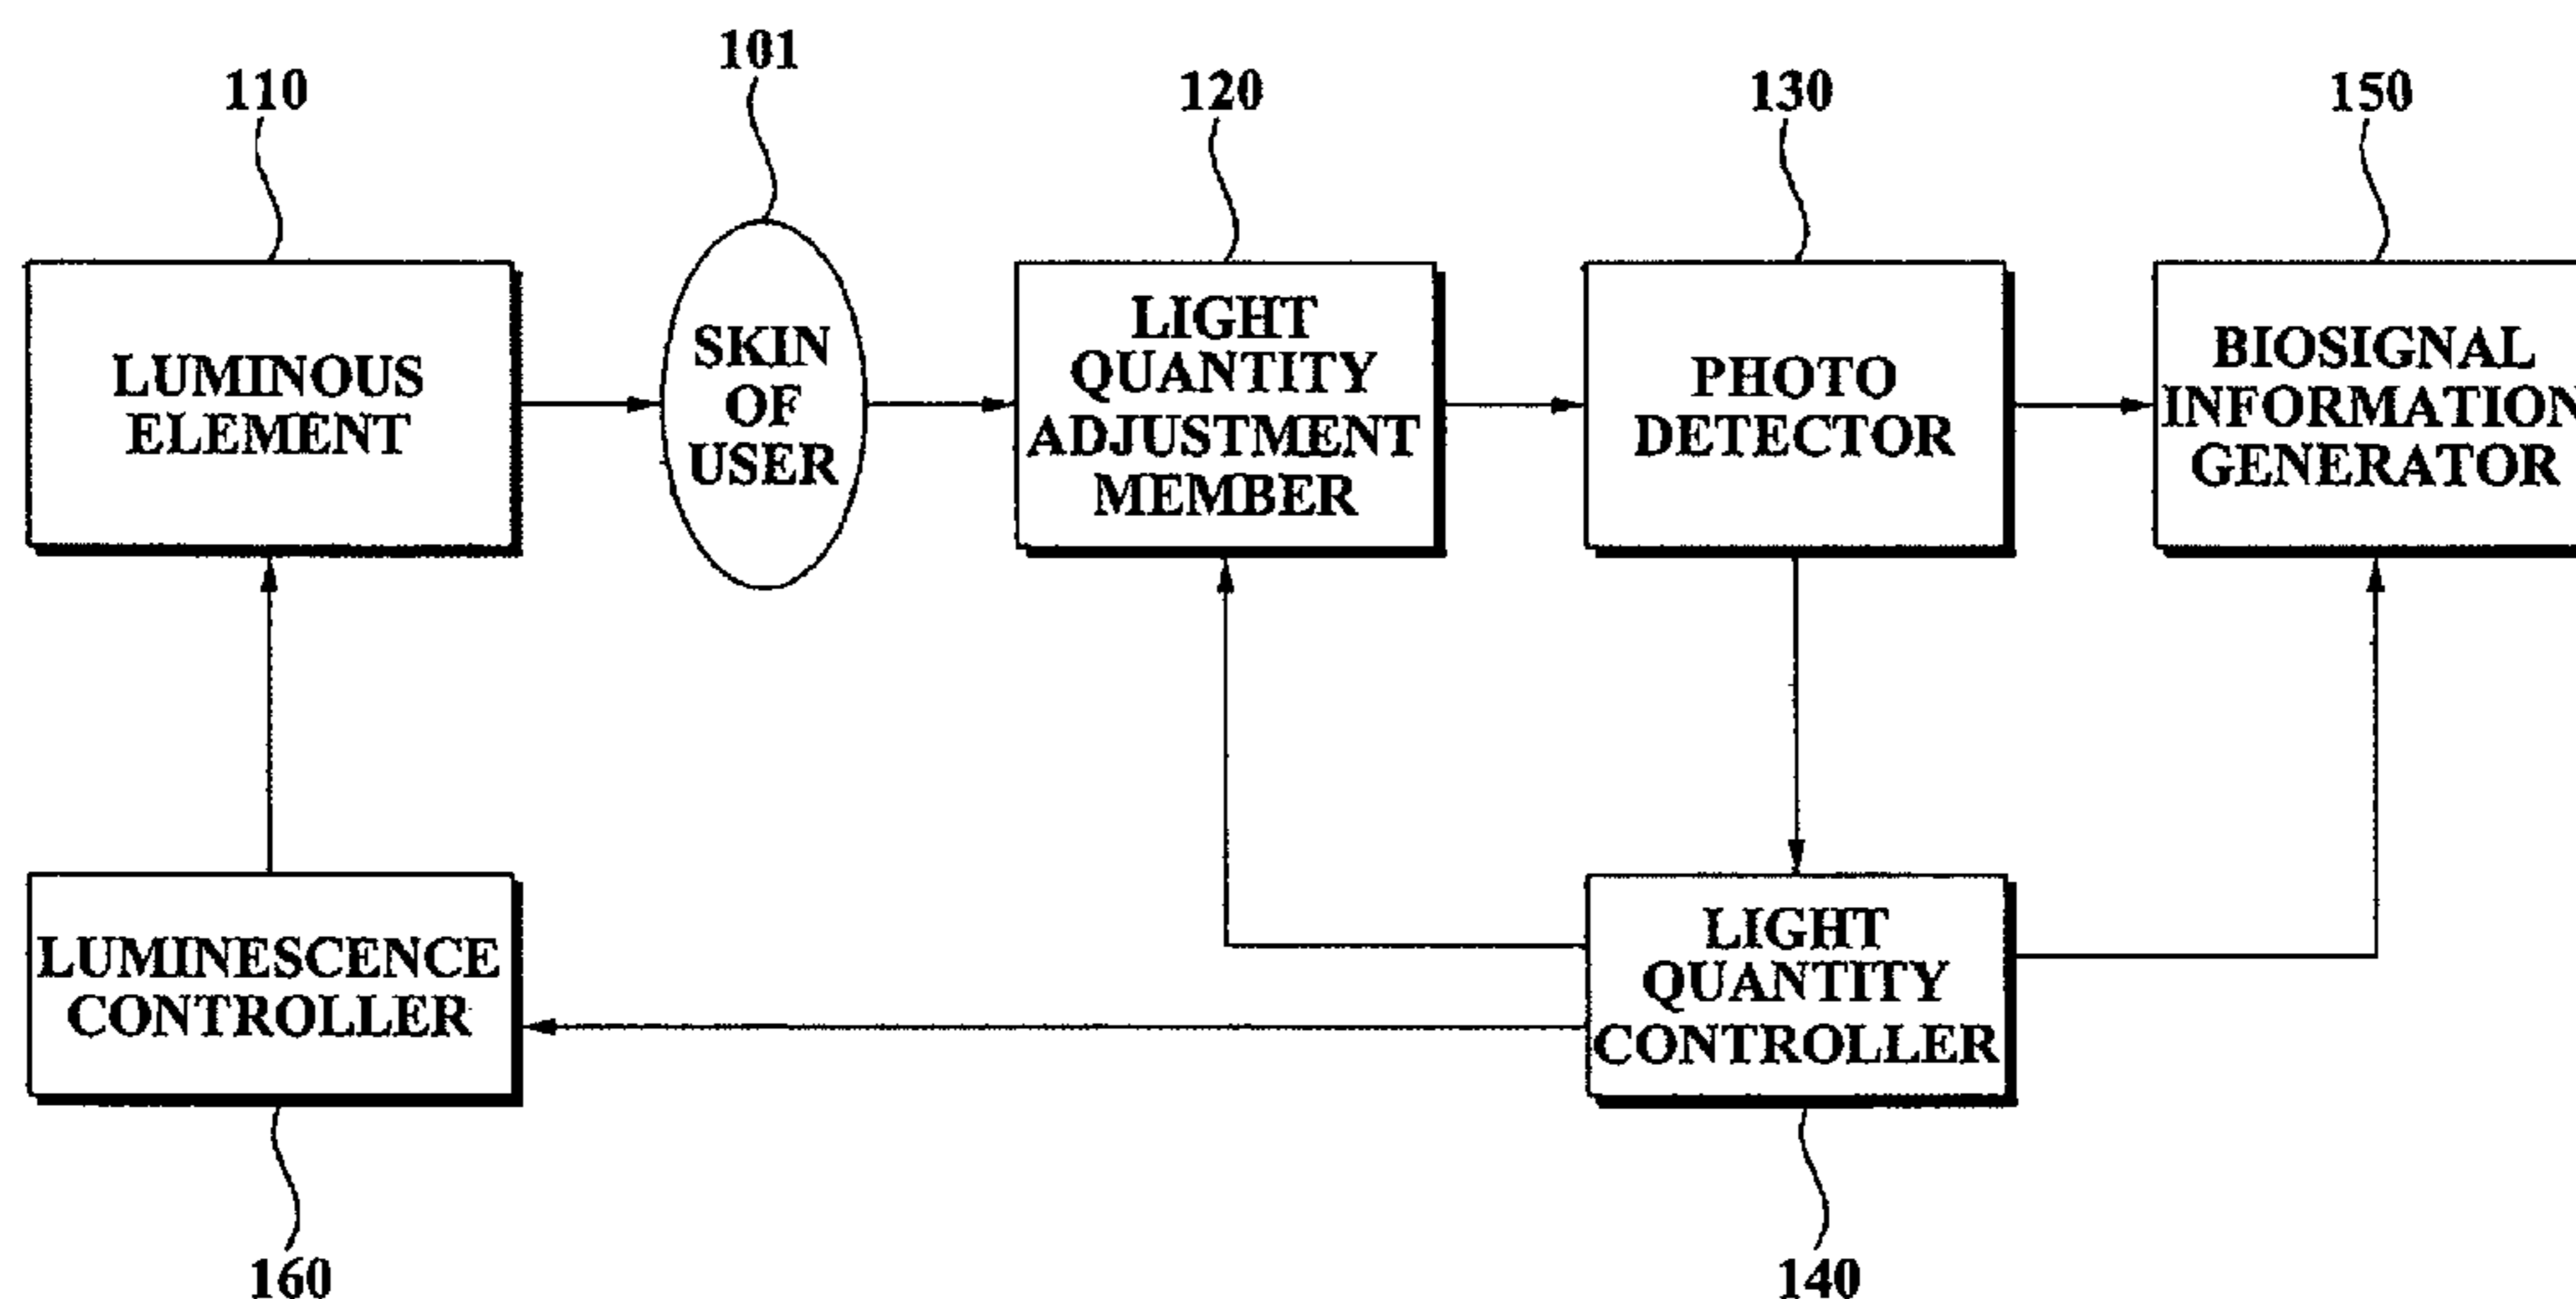 101
110
120
130
150
LUMINOUS
ELEMENT
SKIN
OF
USER
LIGHT
QUANTITY
ADJUSTMENT
MEMBER
PHOTO
DETECTOR
BIOSIGNAL
INFORMATION
GENERATOR
LUMINESCENCE
CONTROLLER
LIGHT
QUANTITY
CONTROLLER
160
140